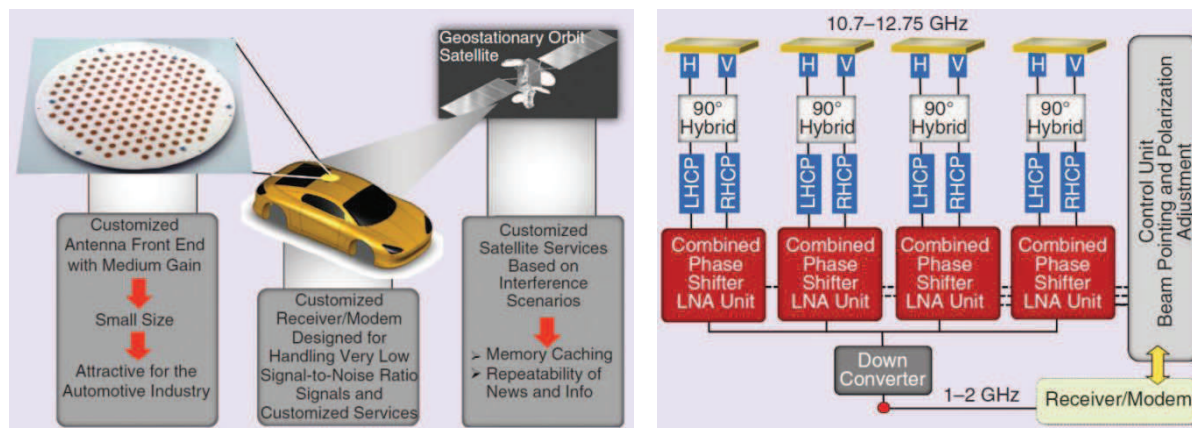 Geostationary Orbit
Satellite
Customized
Antenna Front End
with Medium Gain
Small Size
Attractive for the
Automotive Industry
Customized
Receiver/Modem
Designed for
Handling Very Low
Signal-to-Noise Ratio
Signals and
Customized Services
Customized
Satellite Services
Based on
Interference
Scenarios
➢ Memory Caching
➢ Repeatability of
News and Info
10.7–12.75 GHz
H V H V H V H V
90° 90° 90° 90°
Hybrid Hybrid Hybrid Hybrid
LHCP RHCP LHCP RHCP LHCP RHCP LHCP RHCP
Combined Combined Combined Combined
Phase Phase Phase Phase
Shifter Shifter Shifter Shifter
LNA Unit LNA Unit LNA Unit LNA Unit
Control Unit
Beam Pointing and Polarization
Adjustment
Down
Converter
1–2 GHz
Receiver/Modem